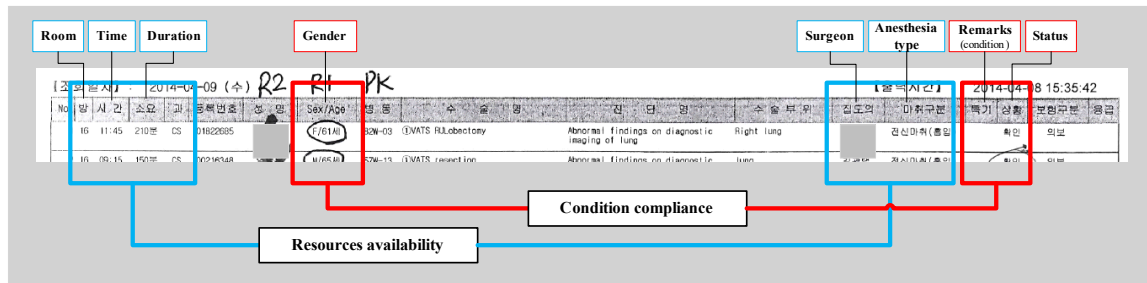 Room Time Duration Gender Surgeon Anesthesia type Remarks (condition) Status
[조회일자] : 2014-04-09 (수) R2 R1 PK [출력시간] 2014-04-08 15:35:42
No 방 시간 소요 과 등록번호 성명 Sex/Age 병동 수술명 진단명 수술부위 집도의 마취구분 특기 상황 보험구분 응급
16 11:45 210분 CS 01822685 F/61세 82W-03 ①VATS RULobectomy Abnormal findings on diagnostic imaging of lung Right lung 전신마취(흡입 확인 의보
16 09:15 150분 CS 00216348 M/65세 57W-13 ①VATS resection Abnormal findings on diagnostic lung 전신마취(흡입 확인 의보
Condition compliance
Resources availability